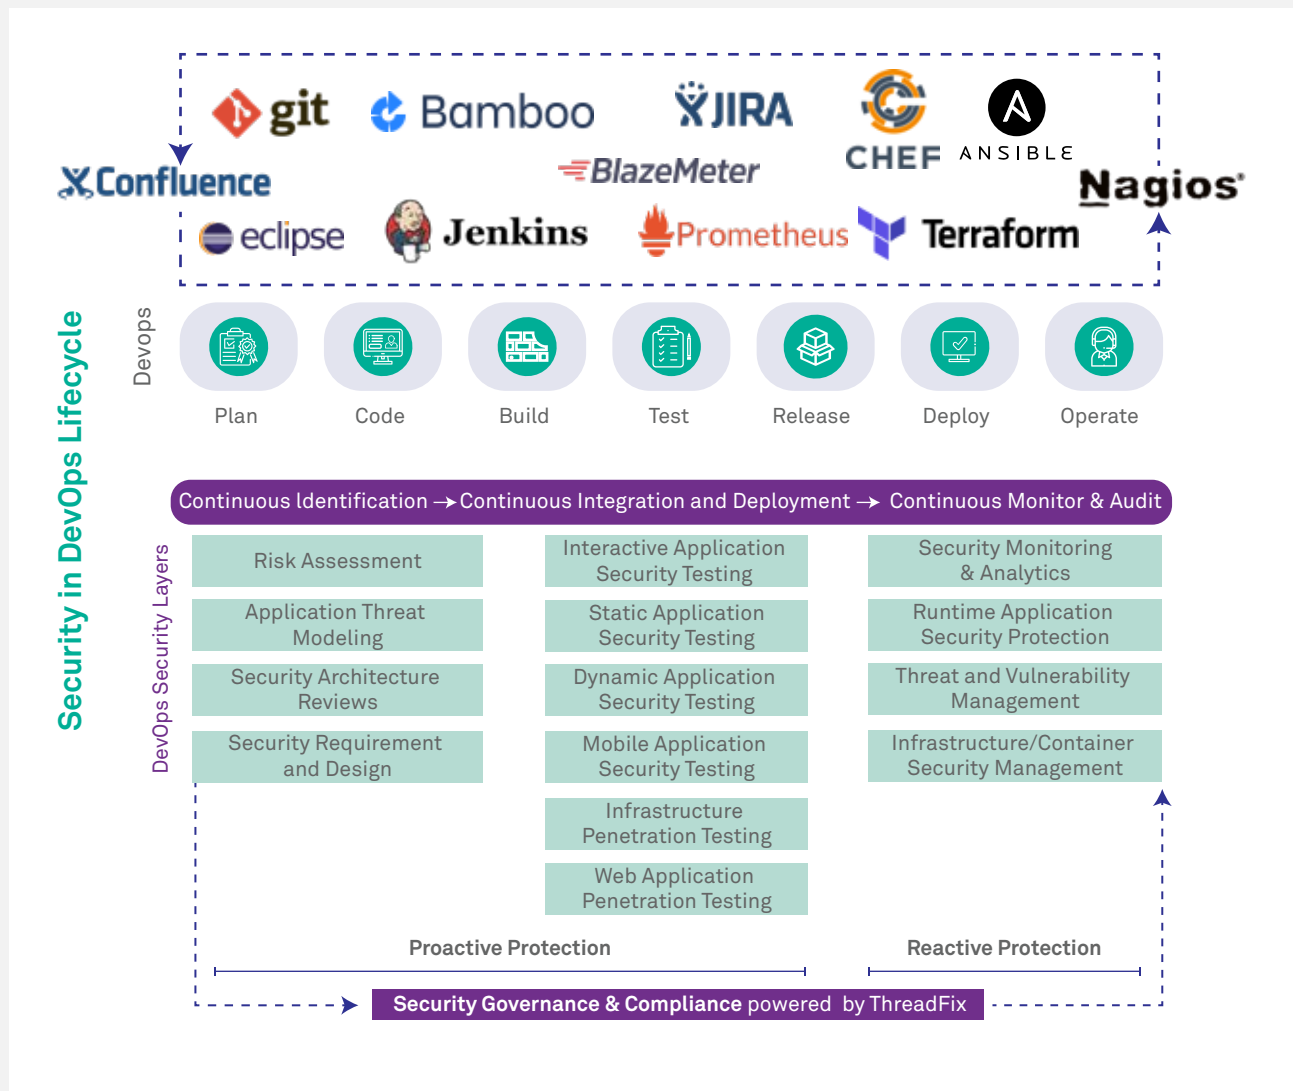 git
Bamboo
JIRA
CHEF
ANSIBLE
Confluence
BlazeMeter
Nagios®
eclipse
Jenkins
Prometheus
Terraform
Security in DevOps Lifecycle
Devops
Plan
Code
Build
Test
Release
Deploy
Operate
Continuous Identification → Continuous Integration and Deployment → Continuous Monitor & Audit
DevOps Security Layers
Risk Assessment
Application Threat
Modeling
Security Architecture
Reviews
Security Requirement
and Design
Interactive Application
Security Testing
Static Application
Security Testing
Dynamic Application
Security Testing
Mobile Application
Security Testing
Infrastructure
Penetration Testing
Web Application
Penetration Testing
Security Monitoring
& Analytics
Runtime Application
Security Protection
Threat and Vulnerability
Management
Infrastructure/Container
Security Management
Proactive Protection
Reactive Protection
Security Governance & Compliance powered by ThreadFix